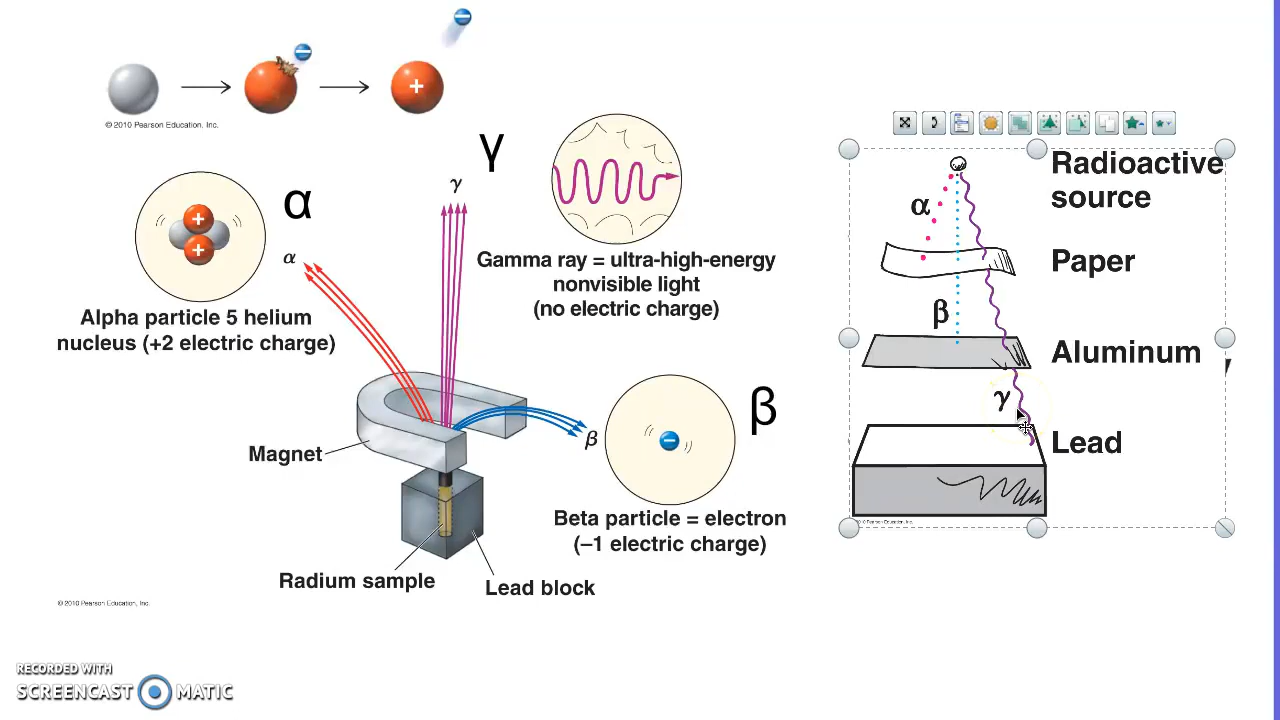 © 2010 Pearson Education, Inc.
γ
γ
α
α
Alpha particle 5 helium
nucleus (+2 electric charge)
Gamma ray = ultra-high-energy
nonvisible light
(no electric charge)
Magnet
β
β
Beta particle = electron
(–1 electric charge)
Radium sample
Lead block
© 2010 Pearson Education, Inc.
Radioactive
source
α
Paper
β
Aluminum
γ
Lead
RECORDED WITH
SCREENCAST MATIC